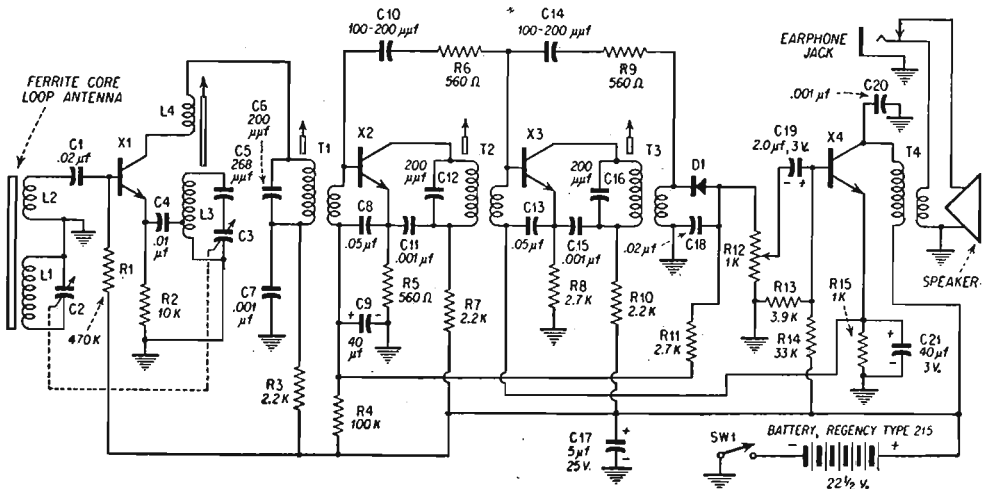 C10
100-200 µµf
R6
560 Ω
C14
100-200 µµf
R9
560 Ω
EARPHONE
JACK
C20
.001 µf
FERRITE CORE
LOOP ANTENNA
L4
C6
200
µµf
C5
268
µµf
T1
X2
200
µµf
C12
T2
X3
200
µµf
C16
T3
D1
C19
2.0µf, 3 V.
X4
T4
C1
.02µf
X1
L2
C4
.01
µf
L3
C3
C8
.05µf
C11
.001µf
C13
.05µf
C15
.001µf
.02µf
C18
R12
1K
SPEAKER
L1
C2
R1
470K
R2
10K
C7
.001
µf
R5
560Ω
C9
+ -
40
µf
R7
2.2K
R8
2.7K
R10
2.2K
R11
2.7K
R13
3.9K
R14
33K
R15
1K
C21
40µf
3 V.
R3
2.2K
R4
100K
C17
5µf
25V.
SW1
BATTERY, REGENCY TYPE 215
- +
22½ V.